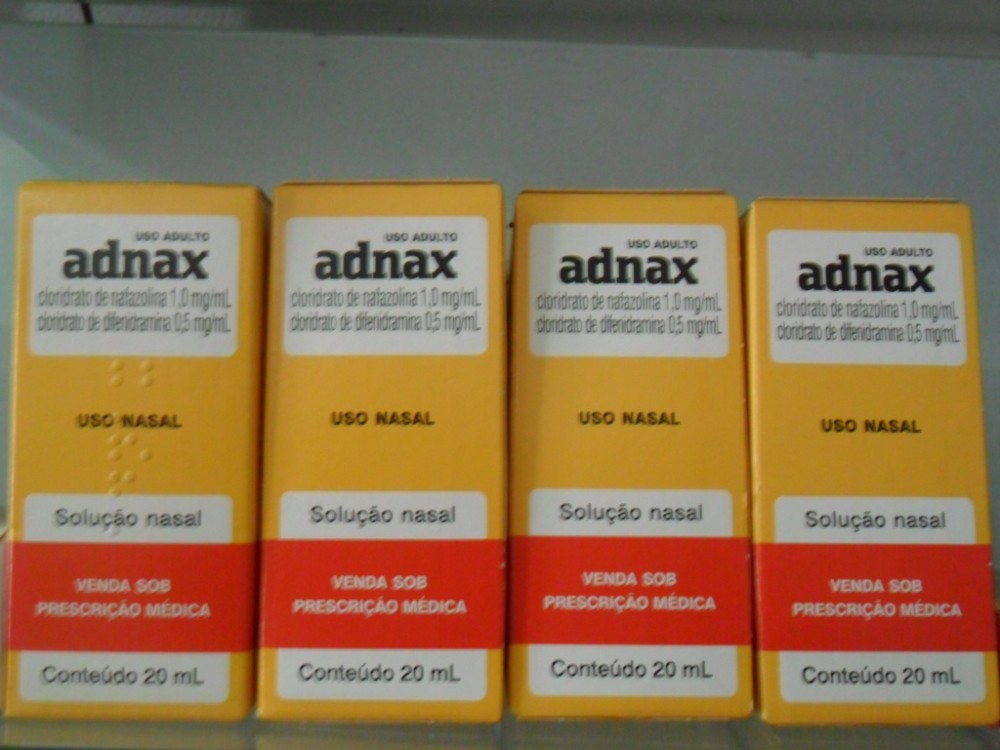 USO ADULTO
adnax
cloridrato de nafazolina 1,0 mg/mL
cloridrato de difenidramina 0,5 mg/mL
USO NASAL
Solução nasal
VENDA SOB
PRESCRIÇÃO MÉDICA
Conteúdo 20 mL
USO ADULTO
adnax
cloridrato de nafazolina 1,0 mg/mL
cloridrato de difenidramina 0,5 mg/mL
USO NASAL
Solução nasal
VENDA SOB
PRESCRIÇÃO MÉDICA
Conteúdo 20 mL
USO ADULTO
adnax
cloridrato de nafazolina 1,0 mg/mL
cloridrato de difenidramina 0,5 mg/mL
USO NASAL
Solução nasal
VENDA SOB
PRESCRIÇÃO MÉDICA
Conteúdo 20 mL
USO ADULTO
adnax
cloridrato de nafazolina 1,0 mg/mL
cloridrato de difenidramina 0,5 mg/mL
USO NASAL
Solução nasal
VENDA SOB
PRESCRIÇÃO MÉDICA
Conteúdo 20 mL